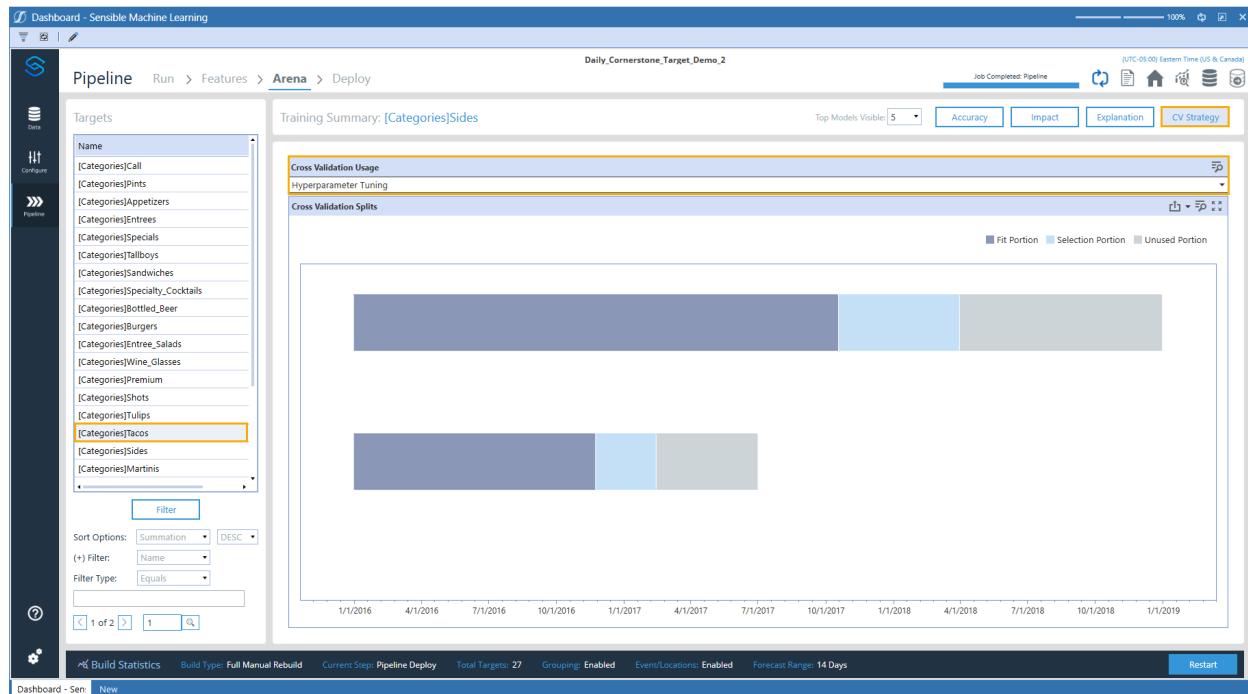 Dashboard - Sensible Machine Learning
100%
Daily_Cornerstone_Target_Demo_2
(UTC-05:00) Eastern Time (US & Canada)
Pipeline Run > Features > Arena > Deploy
Job Completed: Pipeline
Data
Configure
Pipeline
Targets
Name
[Categories]Call
[Categories]Pints
[Categories]Appetizers
[Categories]Entrees
[Categories]Specials
[Categories]Tallboys
[Categories]Sandwiches
[Categories]Specialty_Cocktails
[Categories]Bottled_Beer
[Categories]Burgers
[Categories]Entree_Salads
[Categories]Wine_Glasses
[Categories]Premium
[Categories]Shots
[Categories]Tulips
[Categories]Tacos
[Categories]Sides
[Categories]Martinis
Filter
Sort Options: Summation DESC
(+) Filter: Name
Filter Type: Equals
1 of 2 1
Training Summary: [Categories]Sides
Top Models Visible: 5 Accuracy Impact Explanation CV Strategy
Cross Validation Usage
Hyperparameter Tuning
Cross Validation Splits
Fit Portion Selection Portion Unused Portion
1/1/2016 4/1/2016 7/1/2016 10/1/2016 1/1/2017 4/1/2017 7/1/2017 10/1/2017 1/1/2018 4/1/2018 7/1/2018 10/1/2018 1/1/2019
Build Statistics Build Type: Full Manual Rebuild Current Step: Pipeline Deploy Total Targets: 27 Grouping: Enabled Event/Locations: Enabled Forecast Range: 14 Days Restart
Dashboard - Sen: New